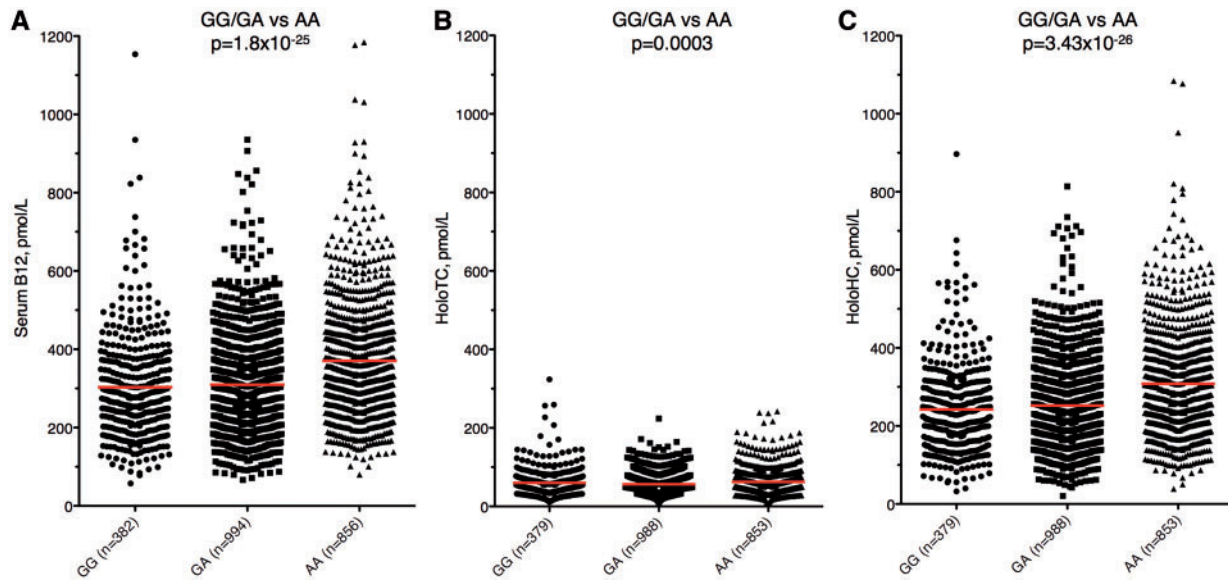 A
GG/GA vs AA
p=1.8x10-25
Serum B12, pmol/L
1200
1000
800
600
400
200
0
GG (n=382)
GA (n=994)
AA (n=856)
B
GG/GA vs AA
p=0.0003
HoloTC, pmol/L
1200
1000
800
600
400
200
0
GG (n=379)
GA (n=988)
AA (n=853)
C
GG/GA vs AA
p=3.43x10-26
HoloHC, pmol/L
1200
1000
800
600
400
200
0
GG (n=379)
GA (n=988)
AA (n=853)